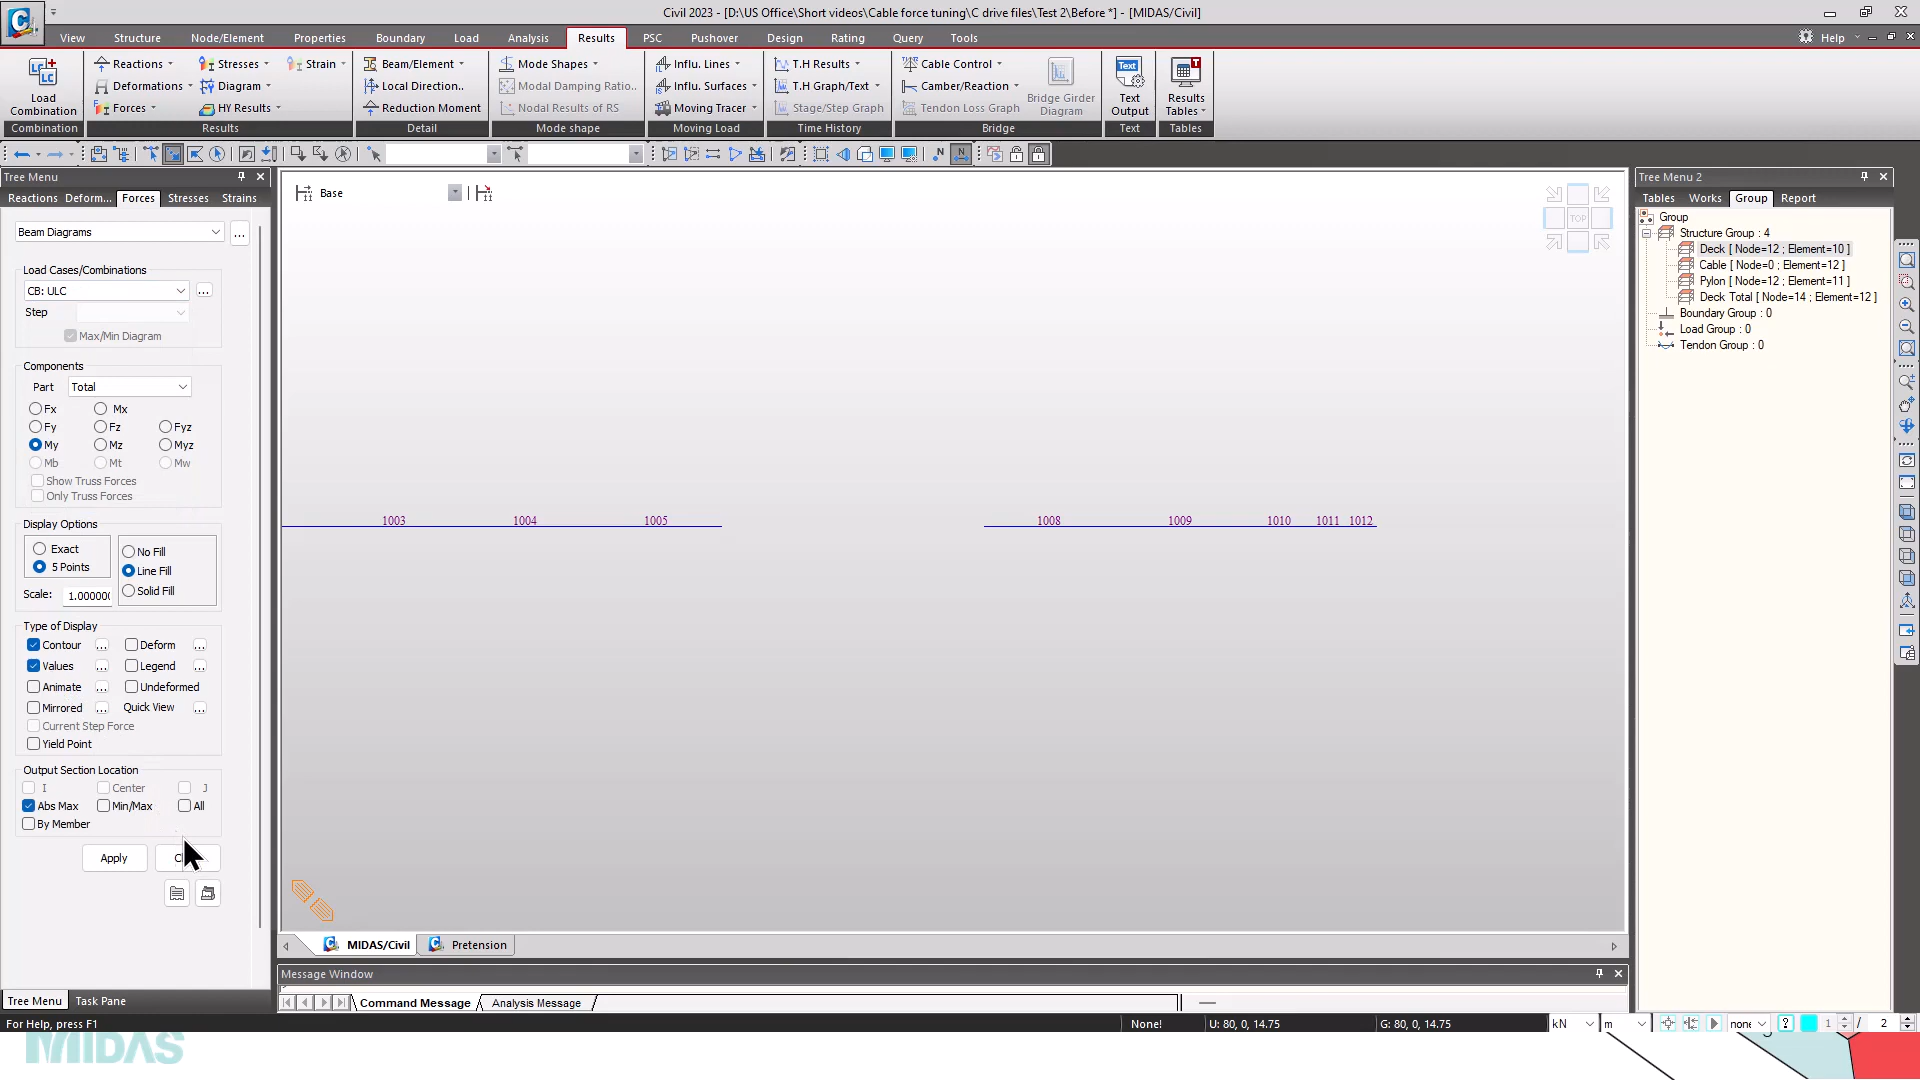 Civil 2023 - [D:\US Office\Short videos\Cable force tuning\C drive files\Test 2\Before *] - [MIDAS/Civil]
View Structure Node/Element Properties Boundary Load Analysis Results PSC Pushover Design Rating Query Tools Help
Load Combination
Reactions
Deformations
Forces
Stresses
Diagram
HY Results
Strain
Beam/Element
Local Direction..
Reduction Moment
Mode Shapes
Modal Damping Ratio..
Nodal Results of RS
Influ. Lines
Influ. Surfaces
Moving Tracer
T.H Results
T.H Graph/Text
Stage/Step Graph
Cable Control
Camber/Reaction
Tendon Loss Graph
Bridge Girder Diagram
Text Output
Results Tables
Combination Results Detail Mode shape Moving Load Time History Bridge Text Tables
Tree Menu
Reactions Deform... Forces Stresses Strains
Beam Diagrams
...
Load Cases/Combinations
CB: ULC
...
Step
Max/Min Diagram
Components
Part Total
Fx Mx
Fy Fz Fyz
My Mz Myz
Mb Mt Mw
Show Truss Forces
Only Truss Forces
Display Options
Exact
5 Points
No Fill
Line Fill
Solid Fill
Scale: 1.00000
Type of Display
Contour ... Deform ...
Values ... Legend ...
Animate ... Undeformed
Mirrored ... Quick View ...
Current Step Force
Yield Point
Output Section Location
I Center J
Abs Max Min/Max All
By Member
Apply
Tree Menu Task Pane
Base
TOP
1003 1004 1005 1008 1009 1010 1011 1012
MIDAS/Civil Pretension
Message Window
Command Message Analysis Message
Tree Menu 2
Tables Works Group Report
Group
Structure Group : 4
Deck [ Node=12 ; Element=10 ]
Cable [ Node=0 ; Element=12 ]
Pylon [ Node=12 ; Element=11 ]
Deck Total [ Node=14 ; Element=12 ]
Boundary Group : 0
Load Group : 0
Tendon Group : 0
For Help, press F1 None! U: 80, 0, 14.75 G: 80, 0, 14.75 kN m none ? 1 / 2
MIDAS